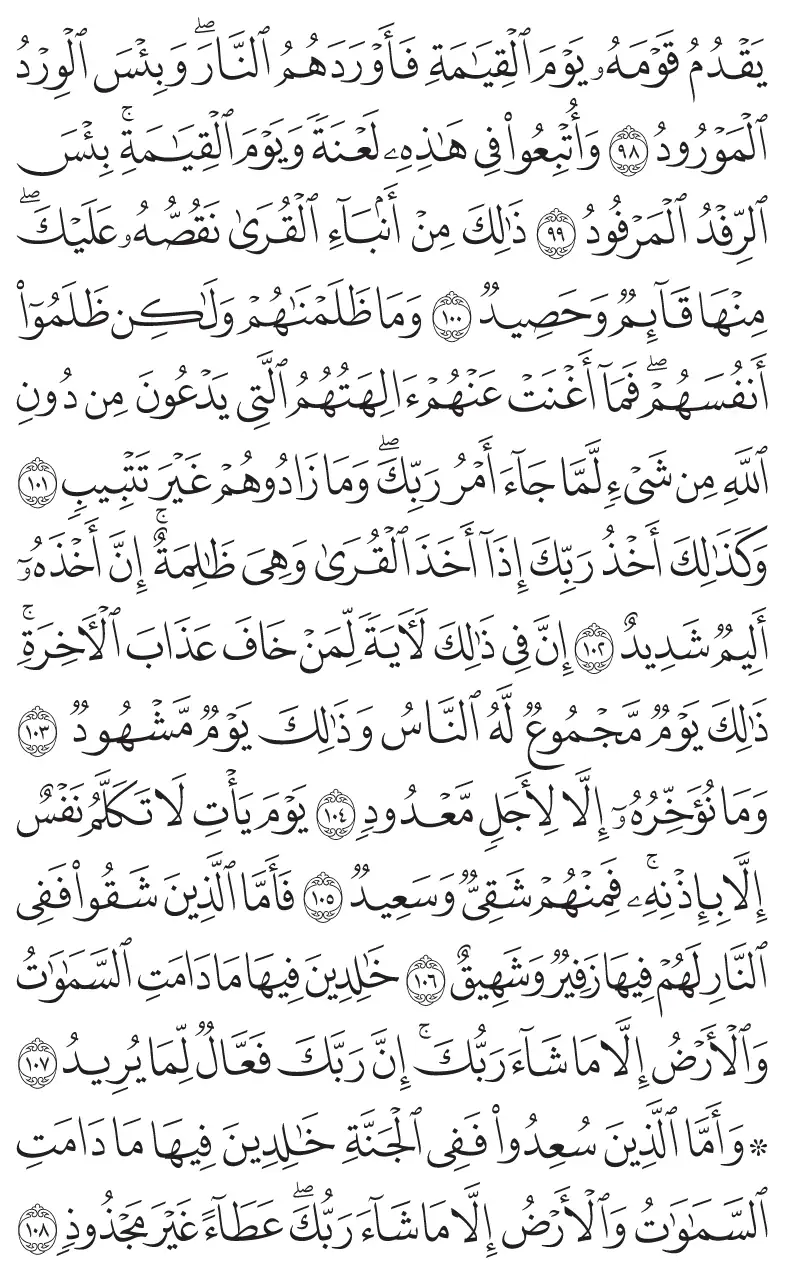 يَقْدُمُ قَوْمَهُۥ يَوْمَ ٱلْقِيَٰمَةِ فَأَوْرَدَهُمُ ٱلنَّارَۖ وَبِئْسَ ٱلْوِرْدُ
ٱلْمَوْرُودُ ٩٨ وَأُتْبِعُوا۟ فِى هَٰذِهِۦ لَعْنَةً وَيَوْمَ ٱلْقِيَٰمَةِۚ بِئْسَ
ٱلرِّفْدُ ٱلْمَرْفُودُ ٩٩ ذَٰلِكَ مِنْ أَنۢبَآءِ ٱلْقُرَىٰ نَقُصُّهُۥ عَلَيْكَۖ
مِنْهَا قَآئِمٌ وَحَصِيدٌ ١٠٠ وَمَا ظَلَمْنَٰهُمْ وَلَٰكِن ظَلَمُوٓا۟
أَنفُسَهُمْۖ فَمَآ أَغْنَتْ عَنْهُمْ ءَالِهَتُهُمُ ٱلَّتِى يَدْعُونَ مِن دُونِ
ٱللَّهِ مِن شَىْءٍ لَّمَّا جَآءَ أَمْرُ رَبِّكَۖ وَمَا زَادُوهُمْ غَيْرَ تَتْبِيبٍ ١٠١
وَكَذَٰلِكَ أَخْذُ رَبِّكَ إِذَآ أَخَذَ ٱلْقُرَىٰ وَهِىَ ظَٰلِمَةٌۚ إِنَّ أَخْذَهُۥٓ
أَلِيمٌ شَدِيدٌ ١٠٢ إِنَّ فِى ذَٰلِكَ لَءَايَةً لِّمَنْ خَافَ عَذَابَ ٱلْءَاخِرَةِۚ
ذَٰلِكَ يَوْمٌ مَّجْمُوعٌ لَّهُ ٱلنَّاسُ وَذَٰلِكَ يَوْمٌ مَّشْهُودٌ ١٠٣
وَمَا نُؤَخِّرُهُۥٓ إِلَّا لِأَجَلٍ مَّعْدُودٍ ١٠٤ يَوْمَ يَأْتِ لَا تَكَلَّمُ نَفْسٌ
إِلَّا بِإِذْنِهِۦۚ فَمِنْهُمْ شَقِىٌّ وَسَعِيدٌ ١٠٥ فَأَمَّا ٱلَّذِينَ شَقُوا۟ فَفِى
ٱلنَّارِ لَهُمْ فِيهَا زَفِيرٌ وَشَهِيقٌ ١٠٦ خَٰلِدِينَ فِيهَا مَا دَامَتِ ٱلسَّمَٰوَٰتُ
وَٱلْأَرْضُ إِلَّا مَا شَآءَ رَبُّكَۚ إِنَّ رَبَّكَ فَعَّالٌ لِّمَا يُرِيدُ ١٠٧
۞ وَأَمَّا ٱلَّذِينَ سُعِدُوا۟ فَفِى ٱلْجَنَّةِ خَٰلِدِينَ فِيهَا مَا دَامَتِ
ٱلسَّمَٰوَٰتُ وَٱلْأَرْضُ إِلَّا مَا شَآءَ رَبُّكَۖ عَطَآءً غَيْرَ مَجْذُوذٍ ١٠٨